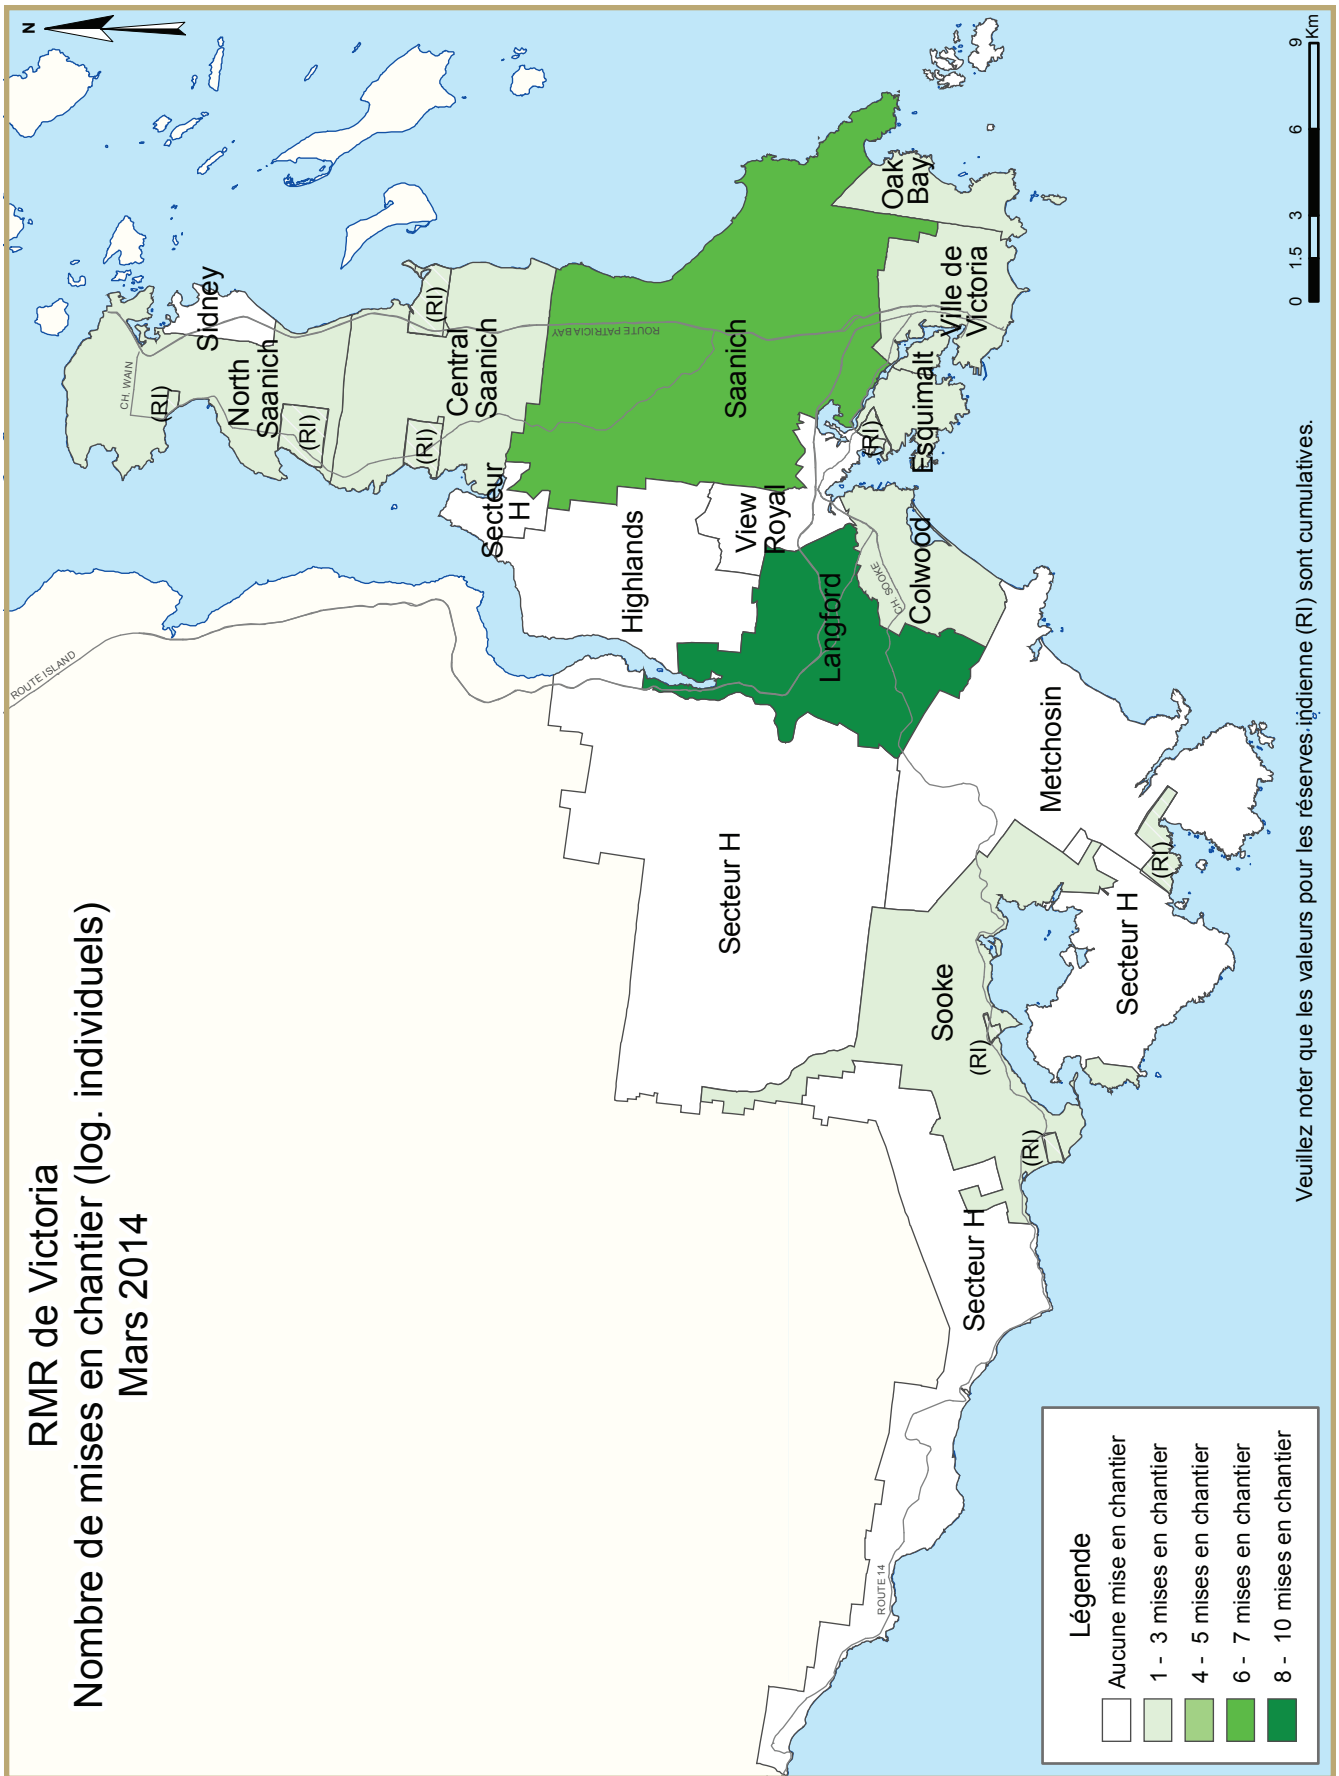 RMR de Victoria
Nombre de mises en chantier (log. individuels)
Mars 2014
N
ROUTE ISLAND
CH. WAIN
(RI)
Sidney
North
Saanich
(RI)
(RI)
(RI)
Central
Saanich
ROUTE PATRICIA BAY
Secteur
H
Saanich
Highlands
View
Royal
Oak
Bay
Ville de
Victoria
Esquimalt
(RI)
Langford
CH. SOOKE
Colwood
Metchosin
(RI)
Secteur H
Secteur H
Sooke
(RI)
(RI)
Secteur H
ROUTE 14
Légende
Aucune mise en chantier
1 - 3 mises en chantier
4 - 5 mises en chantier
6 - 7 mises en chantier
8 - 10 mises en chantier
0 1.5 3 6 9
Km
Veuillez noter que les valeurs pour les réserves indienne (RI) sont cumulatives.